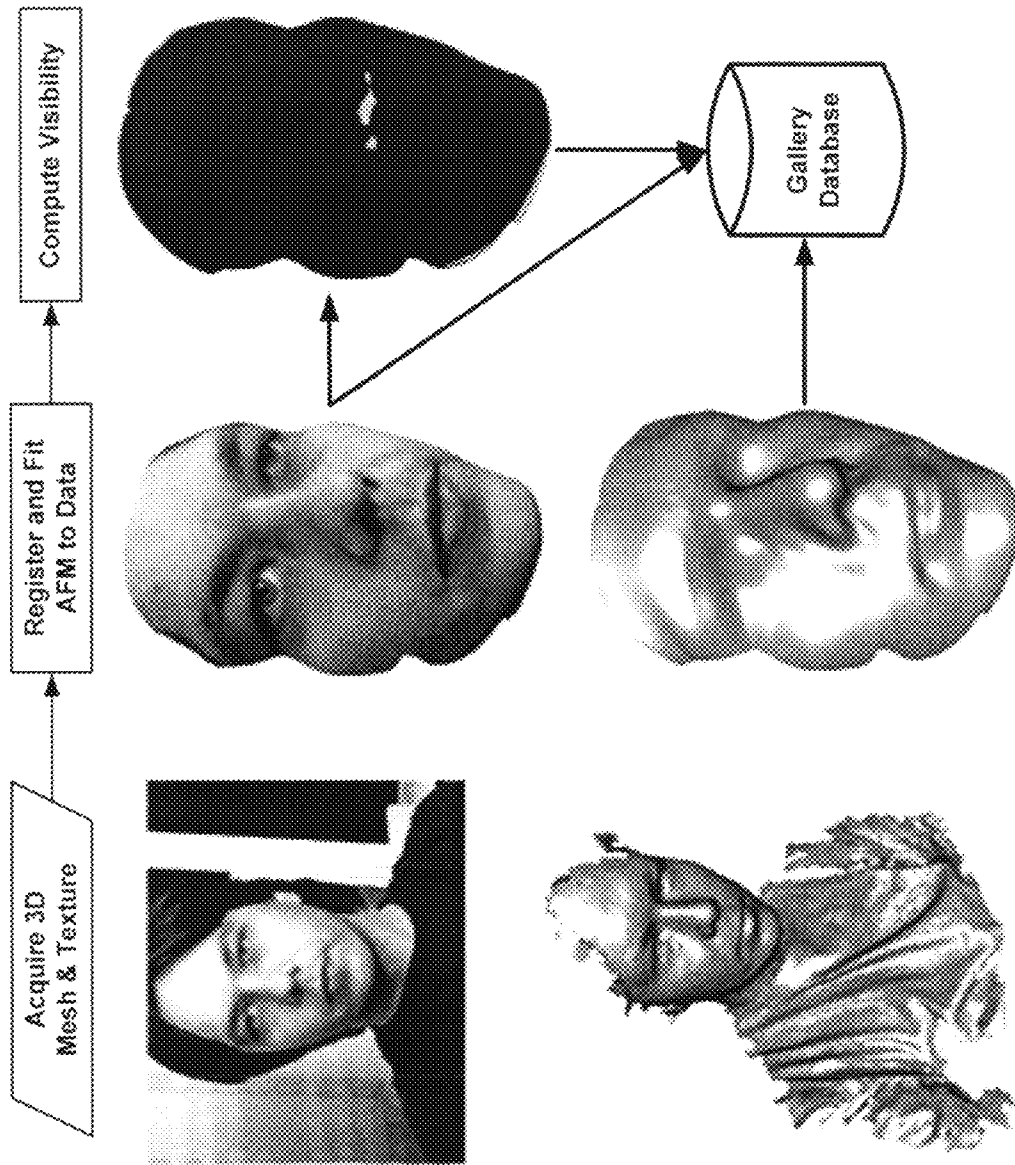 Acquire 3D
Mesh & Texture
Register and Fit
AFM to Data
Compute Visibility
Gallery
Database